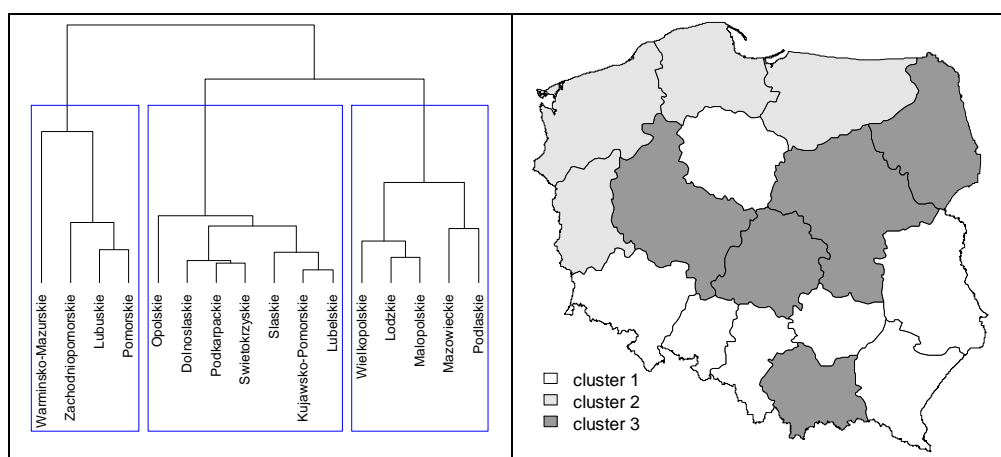 Warminsko-Mazurskie
Zachodniopomorskie
Lubuskie
Pomorskie
Opolskie
Dolnoslaskie
Podkarpackie
Swietokrzyskie
Slaskie
Kujawsko-Pomorskie
Lubelskie
Wielkopolskie
Lodzkie
Malopolskie
Mazowieckie
Podlaskie
cluster 1
cluster 2
cluster 3